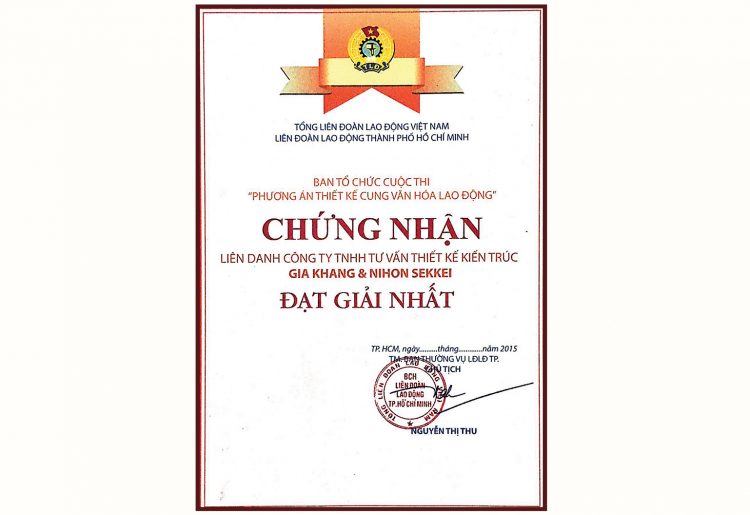 TLĐ
TỔNG LIÊN ĐOÀN LAO ĐỘNG VIỆT NAM
LIÊN ĐOÀN LAO ĐỘNG THÀNH PHỐ HỒ CHÍ MINH
BAN TỔ CHỨC CUỘC THI
"PHƯƠNG ÁN THIẾT KẾ CUNG VĂN HÓA LAO ĐỘNG"
CHỨNG NHẬN
LIÊN DANH CÔNG TY TNHH TƯ VẤN THIẾT KẾ KIẾN TRÚC
GIA KHANG & NIHON SEKKEI
ĐẠT GIẢI NHẤT
TP. HCM, ngày.........tháng............năm 2015
TM. BAN THƯỜNG VỤ LĐLĐ TP.
CHỦ TỊCH
TỔNG LIÊN ĐOÀN LAO ĐỘNG VIỆT NAM
BCH
LIÊN ĐOÀN
LAO ĐỘNG
TP.HỒ CHÍ MINH
NGUYỄN THỊ THU